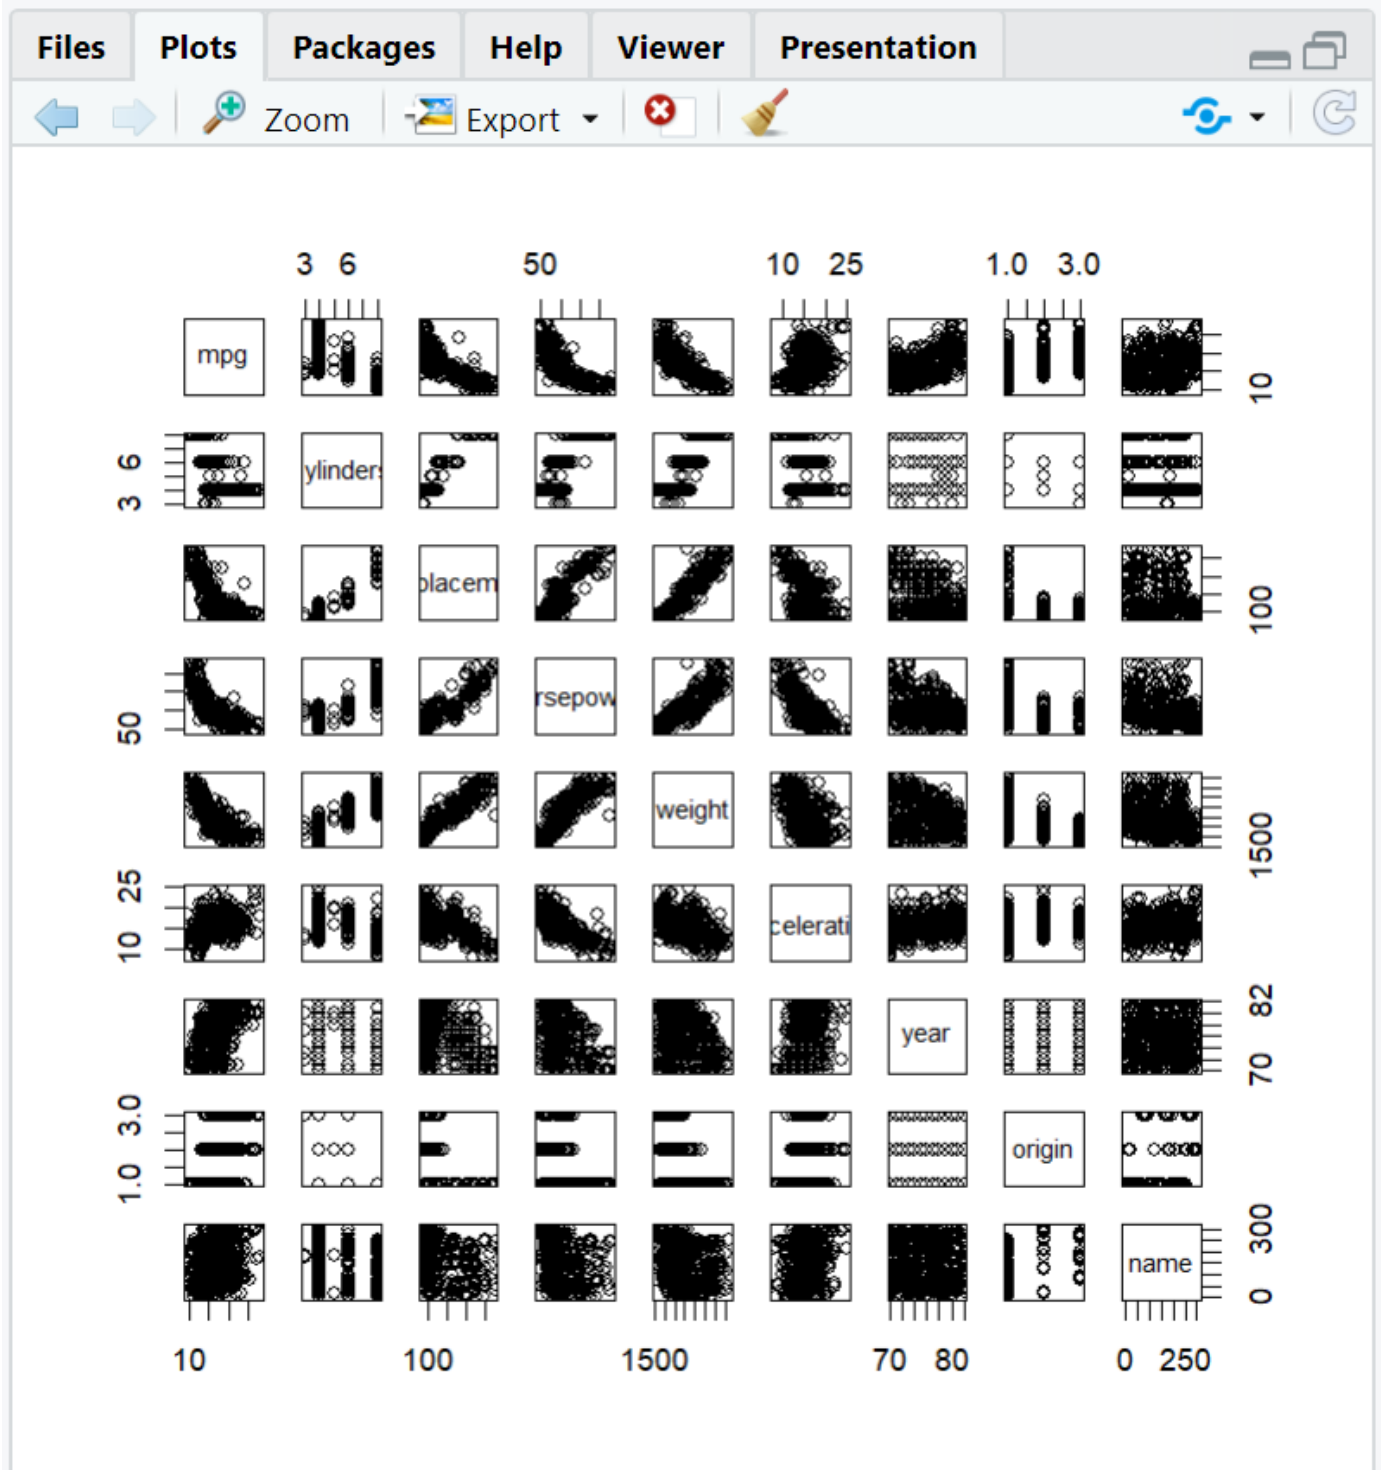 Files Plots Packages Help Viewer Presentation
Zoom Export
3 6 50 10 25 1.0 3.0
mpg
10
6
3
ylinders
placem
100
rsepow
50
weight
1500
25
10
celerati
year
82
70
3.0
1.0
origin
name
300
0
10 100 1500 70 80 0 250